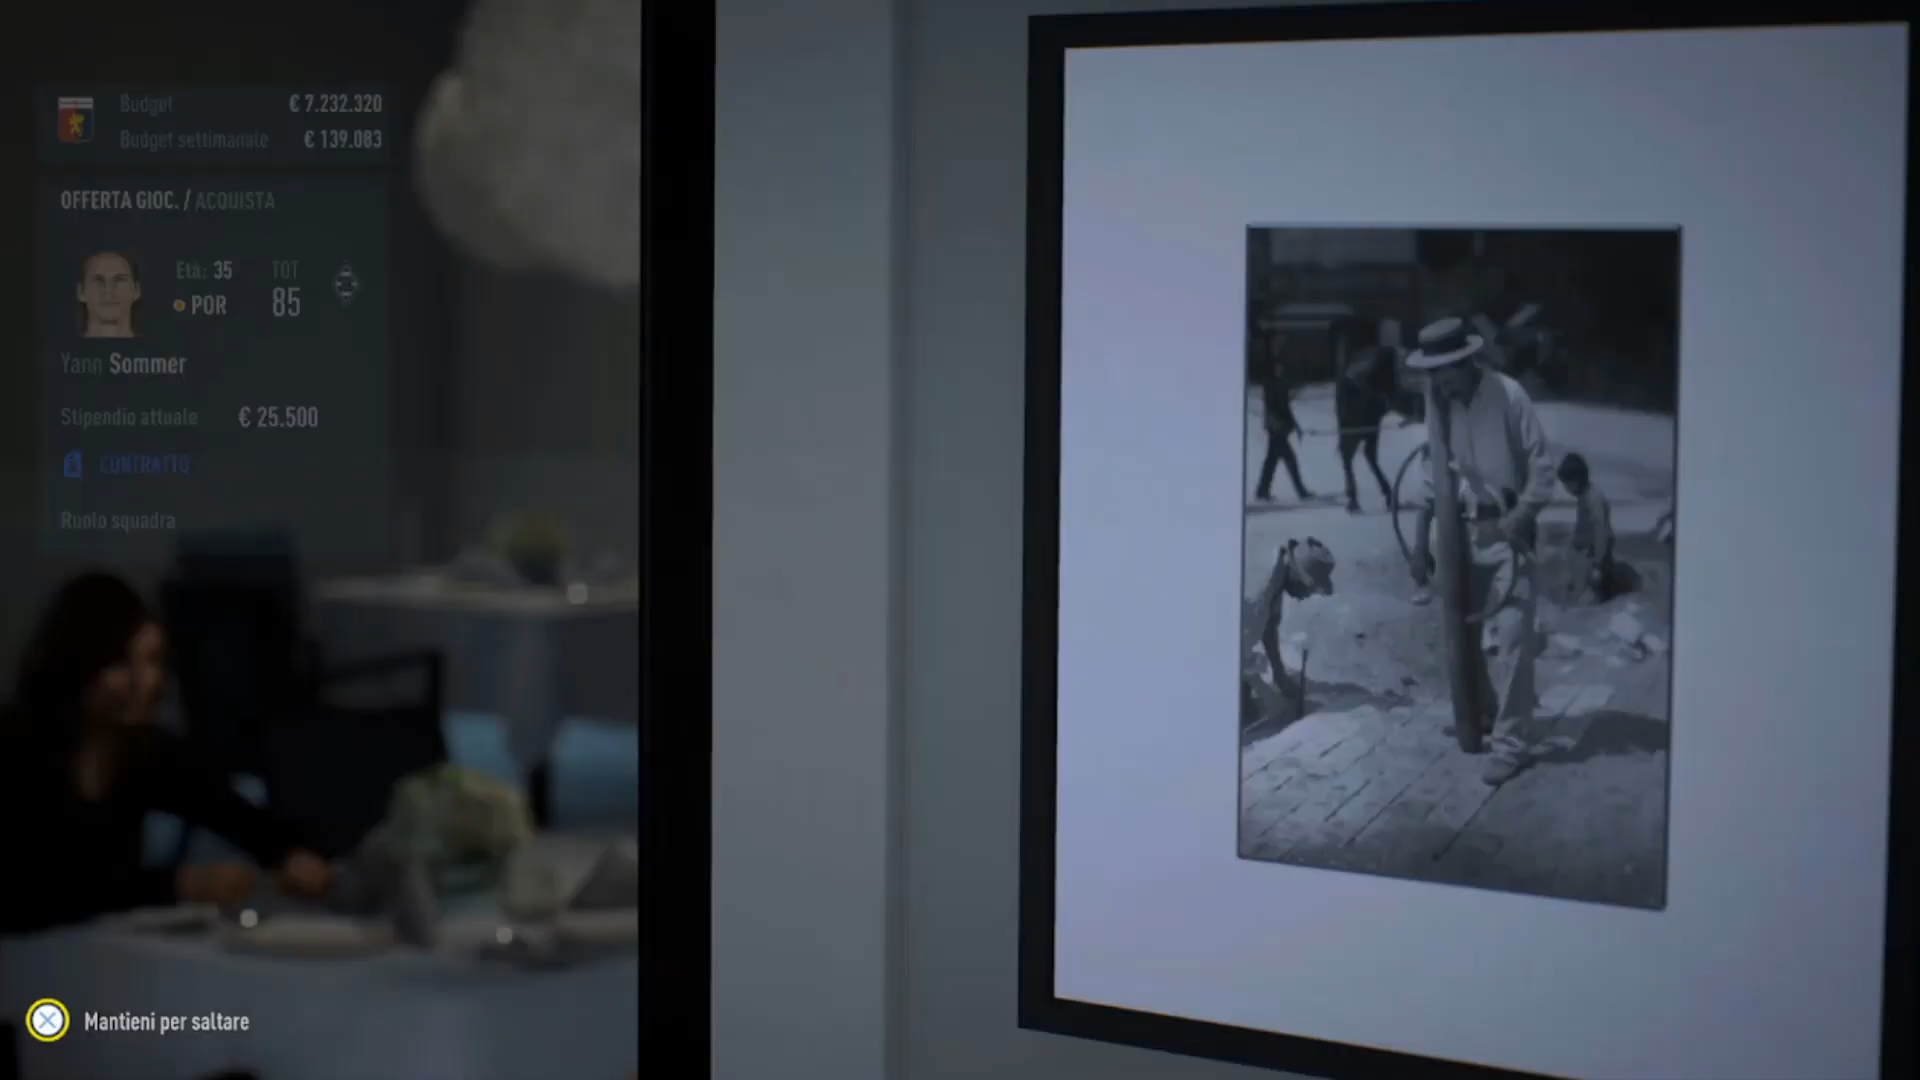 Budget € 7.232.320
Budget settimanale € 139.083
OFFERTA GIOC. / ACQUISTA
Età: 35 TOT
POR 85
Yann Sommer
Stipendio attuale € 25.500
CONTRATTO
Ruolo squadra
Mantieni per saltare